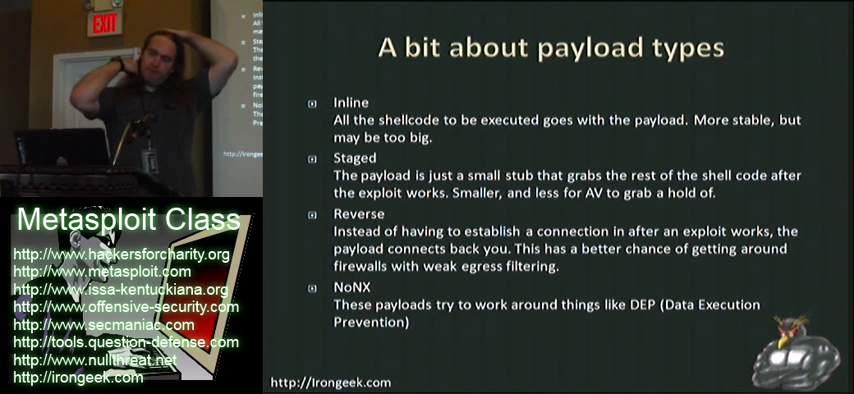 EXIT
http://Irong
Metasploit Class
http://www.hackersforcharity.org
http://www.metasploit.com
http://www.issa-kentuckiana.org
http://www.offensive-security.com
http://www.secmaniac.com
http://tools.question-defense.com
http://www.nullthreat.net
http://irongeek.com
A bit about payload types
Inline
All the shellcode to be executed goes with the payload. More stable, but
may be too big.
Staged
The payload is just a small stub that grabs the rest of the shell code after
the exploit works. Smaller, and less for AV to grab a hold of.
Reverse
Instead of having to establish a connection in after an exploit works, the
payload connects back you. This has a better chance of getting around
firewalls with weak egress filtering.
NoNX
These payloads try to work around things like DEP (Data Execution
Prevention)
http://Irongeek.com